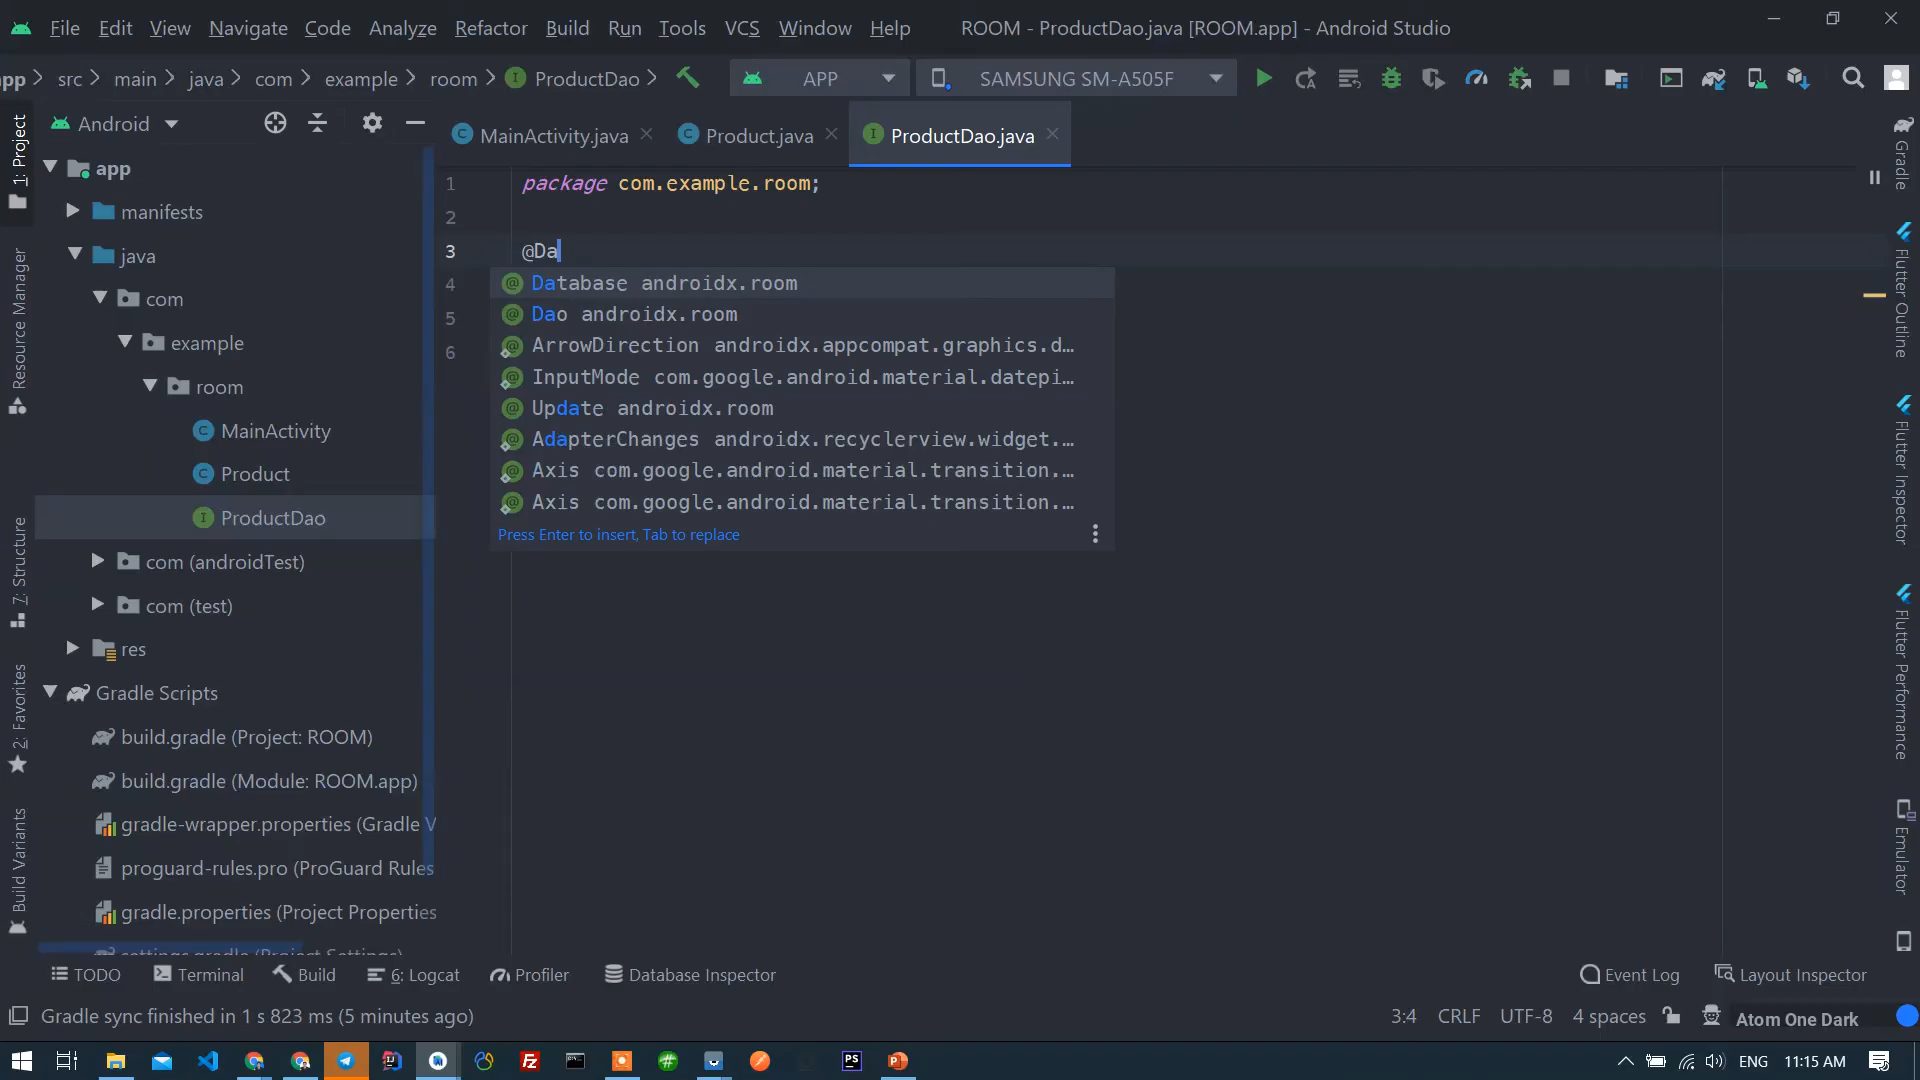 File Edit View Navigate Code Analyze Refactor Build Run Tools VCS Window Help ROOM - ProductDao.java [ROOM.app] - Android Studio
app src main java com example room ProductDao APP SAMSUNG SM-A505F
Android
MainActivity.java Product.java ProductDao.java
1: Project
Resource Manager
Z: Structure
2: Favorites
Build Variants
app
manifests
java
com
example
room
MainActivity
Product
ProductDao
com (androidTest)
com (test)
res
Gradle Scripts
build.gradle (Project: ROOM)
build.gradle (Module: ROOM.app)
gradle-wrapper.properties (Gradle V
proguard-rules.pro (ProGuard Rules
gradle.properties (Project Properties
settings.gradle (Project Settings)
1 package com.example.room;
2
3 @Da
4
5
6
Database androidx.room
Dao androidx.room
ArrowDirection androidx.appcompat.graphics.d…
InputMode com.google.android.material.datepi…
Update androidx.room
AdapterChanges androidx.recyclerview.widget.…
Axis com.google.android.material.transition.…
Axis com.google.android.material.transition.…
Press Enter to insert, Tab to replace
Gradle
Flutter Outline
Flutter Inspector
Flutter Performance
Emulator
TODO Terminal Build 6: Logcat Profiler Database Inspector Event Log Layout Inspector
Gradle sync finished in 1 s 823 ms (5 minutes ago) 3:4 CRLF UTF-8 4 spaces Atom One Dark
PS ENG 11:15 AM